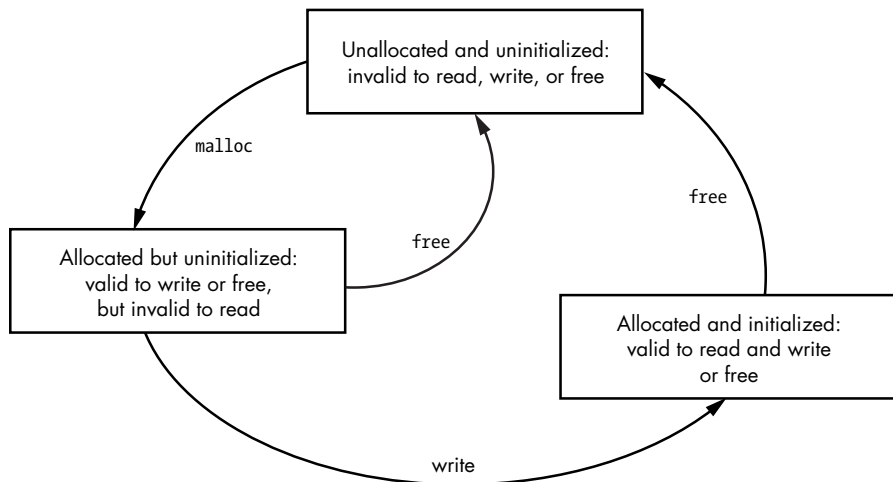 Unallocated and uninitialized:
invalid to read, write, or free
malloc
free
free
Allocated but uninitialized:
valid to write or free,
but invalid to read
Allocated and initialized:
valid to read and write
or free
write